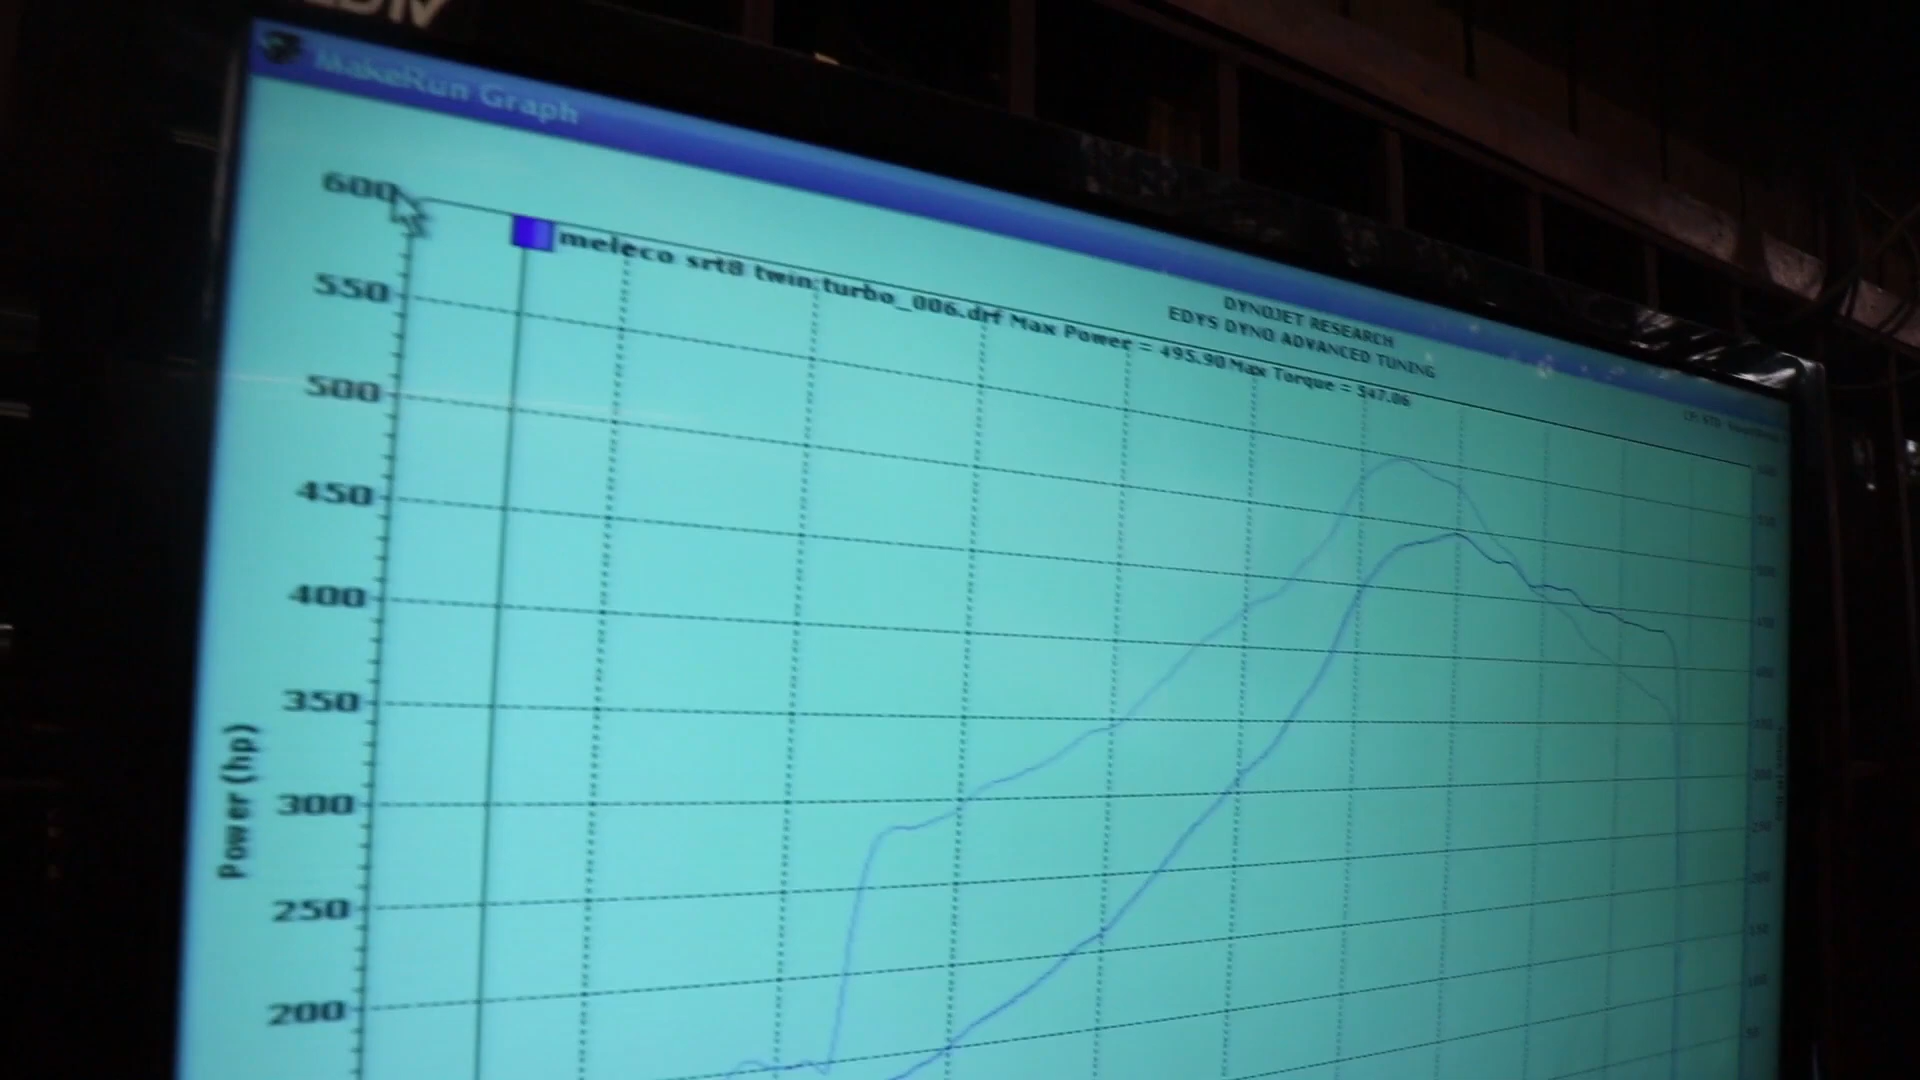 MakeRun Graph
600
meleco srt8 twin turbo_006.drf Max Power = 495.90 Max Torque = 547.06
DYNOJET RESEARCH
EDYS DYNO ADVANCED TUNING
550
500
450
400
350
300
250
200
Power (hp)